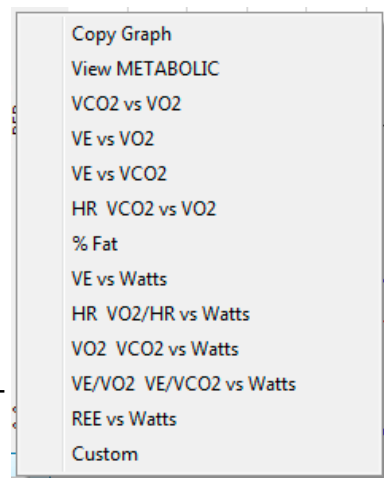 Copy Graph
View METABOLIC
VCO2 vs VO2
VE vs VO2
VE vs VCO2
HR VCO2 vs VO2
% Fat
VE vs Watts
HR VO2/HR vs Watts
VO2 VCO2 vs Watts
VE/VO2 VE/VCO2 vs Watts
REE vs Watts
Custom